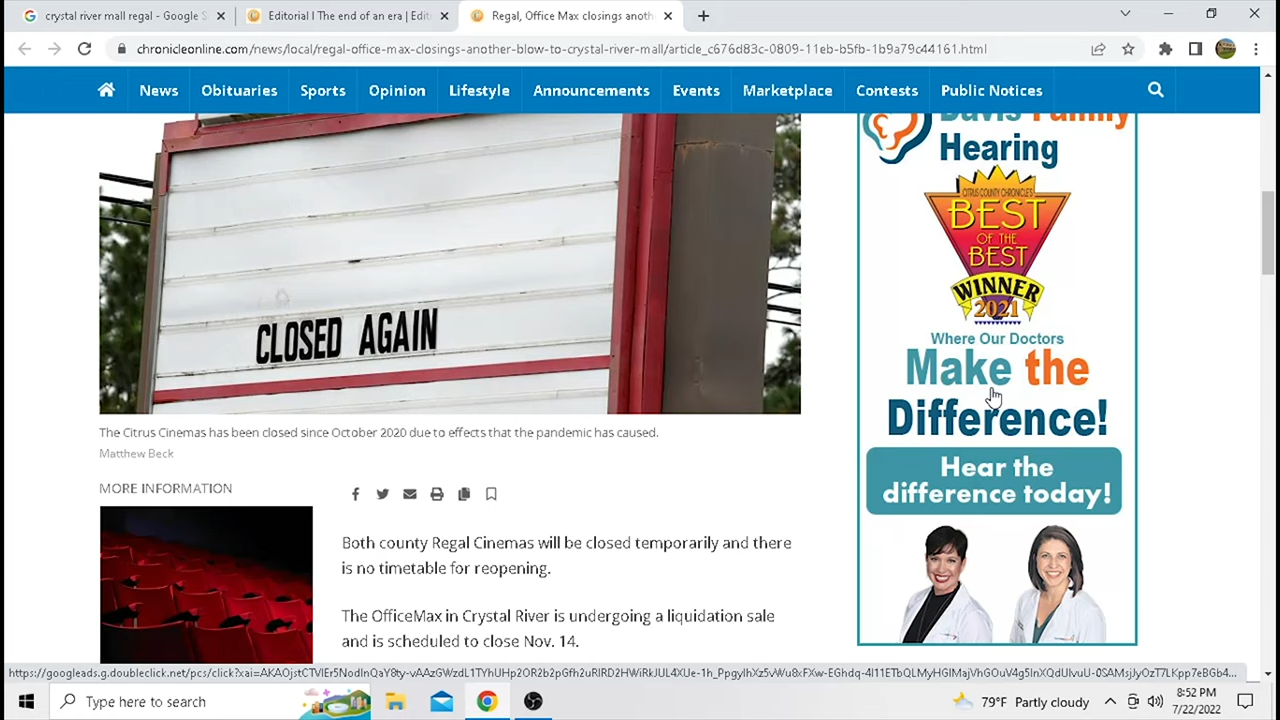 crystal river mall regal - Google S
Editorial I The end of an era | Edit
Regal, Office Max closings anoth
chronicleonline.com/news/local/regal-office-max-closings-another-blow-to-crystal-river-mall/article_c676d83c-0809-11eb-b5fb-1b9a79c44161.html
News Obituaries Sports Opinion Lifestyle Announcements Events Marketplace Contests Public Notices
Davis Family
Hearing
CITRUS COUNTY CHRONICLE'S
BEST
OF THE
BEST
WINNER
2021
Where Our Doctors
Make the
Difference!
Hear the
difference today!
CLOSED AGAIN
The Citrus Cinemas has been closed since October 2020 due to effects that the pandemic has caused.
Matthew Beck
MORE INFORMATION
Both county Regal Cinemas will be closed temporarily and there
is no timetable for reopening.
The OfficeMax in Crystal River is undergoing a liquidation sale
and is scheduled to close Nov. 14.
Type here to search
79°F Partly cloudy
8:52 PM
7/22/2022